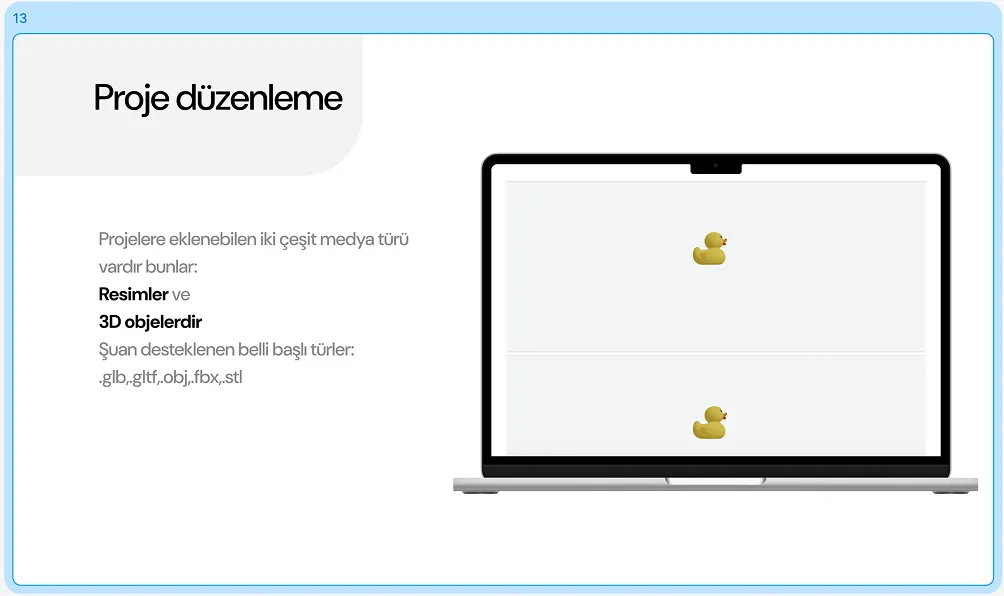 13
Proje düzenleme
Projelere eklenebilen iki çeşit medya türü
vardır bunlar:
Resimler ve
3D objelerdir
Şuan desteklenen belli başlı türler:
.glb,.gltf,.obj,.fbx,.stl